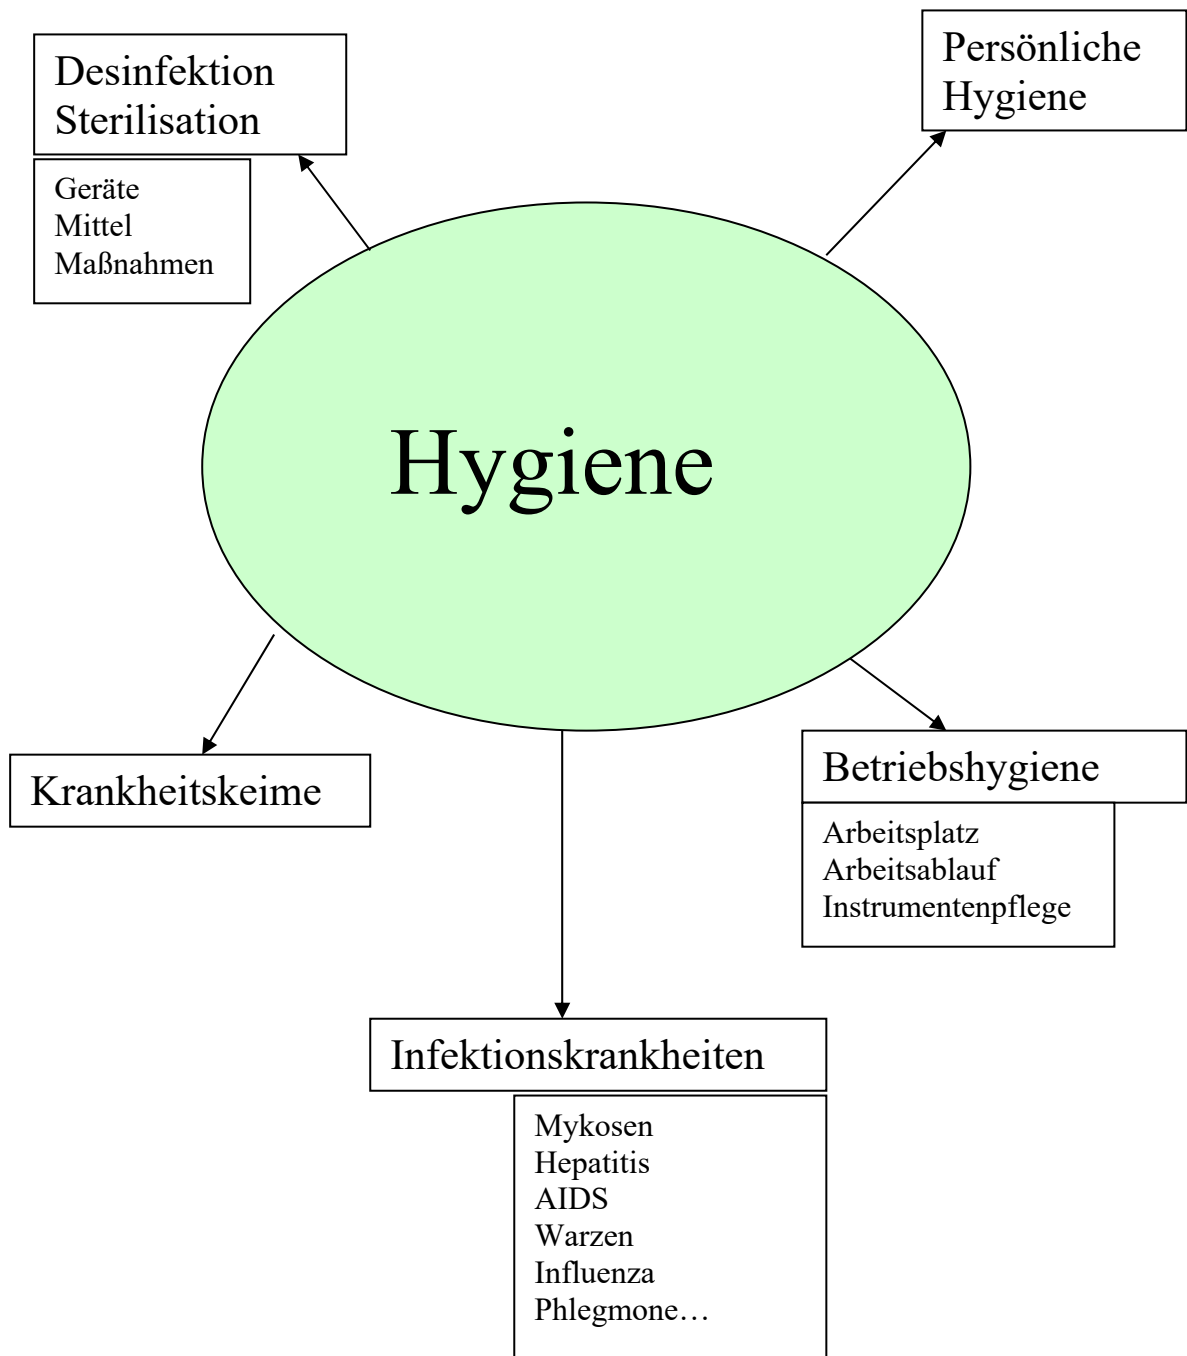 Desinfektion
Sterilisation
Geräte
Mittel
Maßnahmen
Persönliche
Hygiene
Hygiene
Krankheitskeime
Betriebshygiene
Arbeitsplatz
Arbeitsablauf
Instrumentenpflege
Infektionskrankheiten
Mykosen
Hepatitis
AIDS
Warzen
Influenza
Phlegmone…